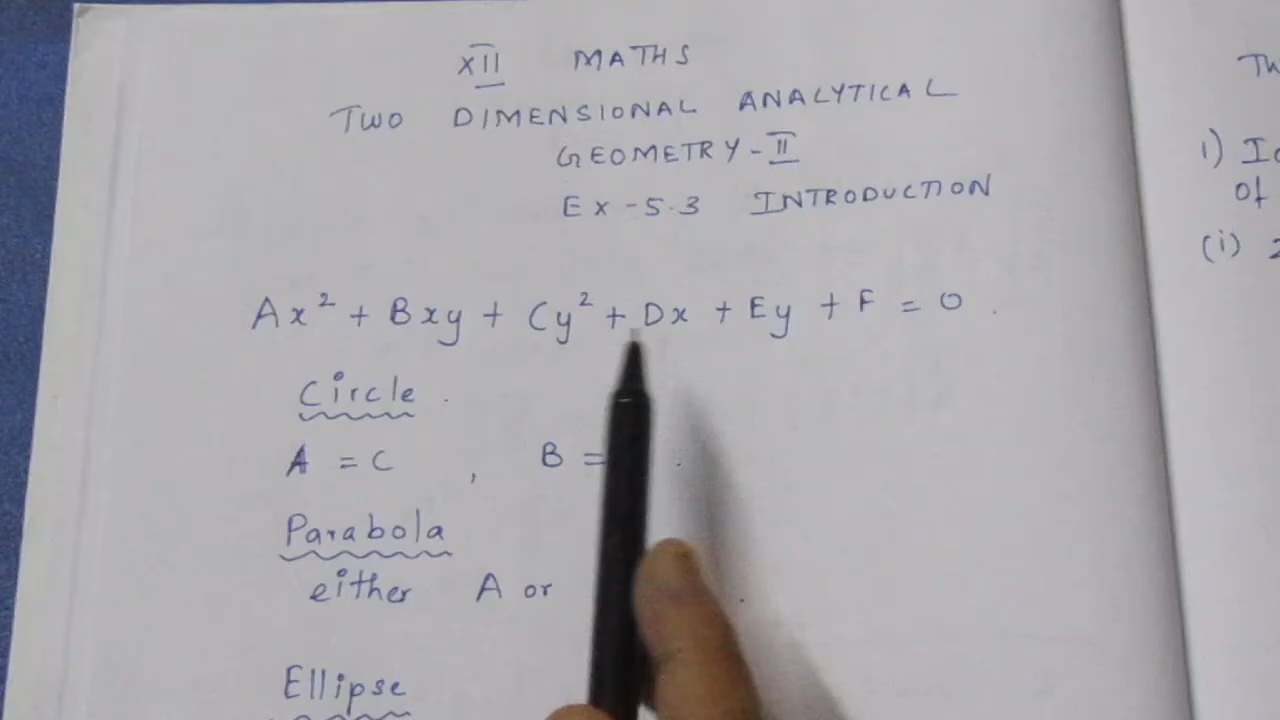 XII MATHS
TWO DIMENSIONAL ANALYTICAL
GEOMETRY-II
EX-5.3 INTRODUCTION
Ax² + Bxy + Cy² + Dx + Ey + F = 0.
Circle.
A = C, B =
Parabola
either A or
Ellipse
1)
of
(i)